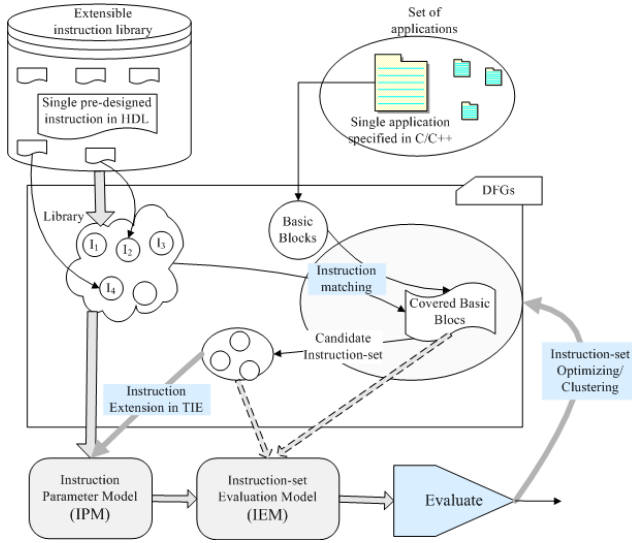 Extensible
instruction library
Single pre-designed
instruction in HDL
Set of
applications
Single application
specified in C/C++
DFGs
Library
I1
I2
I3
I4
Basic
Blocks
Instruction
matching
Covered Basic
Blocs
Candidate
Instruction-set
Instruction
Extension in TIE
Instruction-set
Optimizing/
Clustering
Instruction
Parameter Model
(IPM)
Instruction-set
Evaluation Model
(IEM)
Evaluate